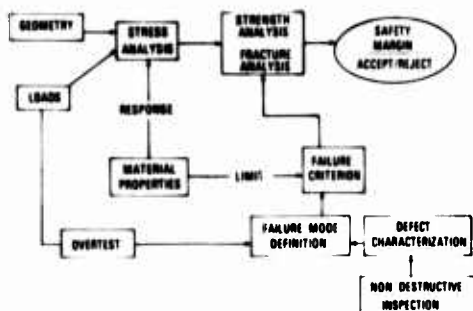 GEOMETRY
STRESS
ANALYSIS
STRENGTH
ANALYSIS
FRACTURE
ANALYSIS
SAFETY
MARGIN
ACCEPT/REJECT
LOADS
RESPONSE
MATERIAL
PROPERTIES
LIMIT
FAILURE
CRITERION
OVERTEST
FAILURE MODE
DEFINITION
DEFECT
CHARACTERIZATION
NON DESTRUCTIVE
INSPECTION